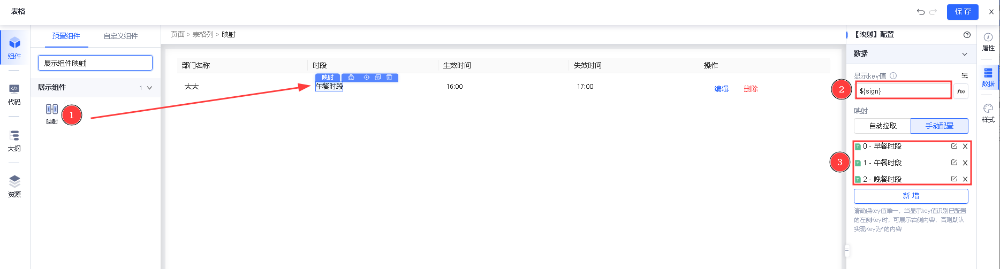 表格
保 存
组件
代码
大纲
资源
预置组件
自定义组件
展示组件映射
展示组件
1
映射
1
页面 > 表格列 > 映射
部门名称
时段
生效时间
失效时间
操作
映射
大大
午餐时段
16:00
17:00
编辑
删除
【映射】配置
数据
显示key值
2
${sign}
f(x)
映射
自动拉取
手动配置
3
T 0 - 早餐时段
T 1 - 午餐时段
T 2 - 晚餐时段
新 增
请确保key值唯一，当显示key值识别已配置
的左侧Key时，可展示右侧内容，否则默认
实现Key为*的内容
属性
数据
样式